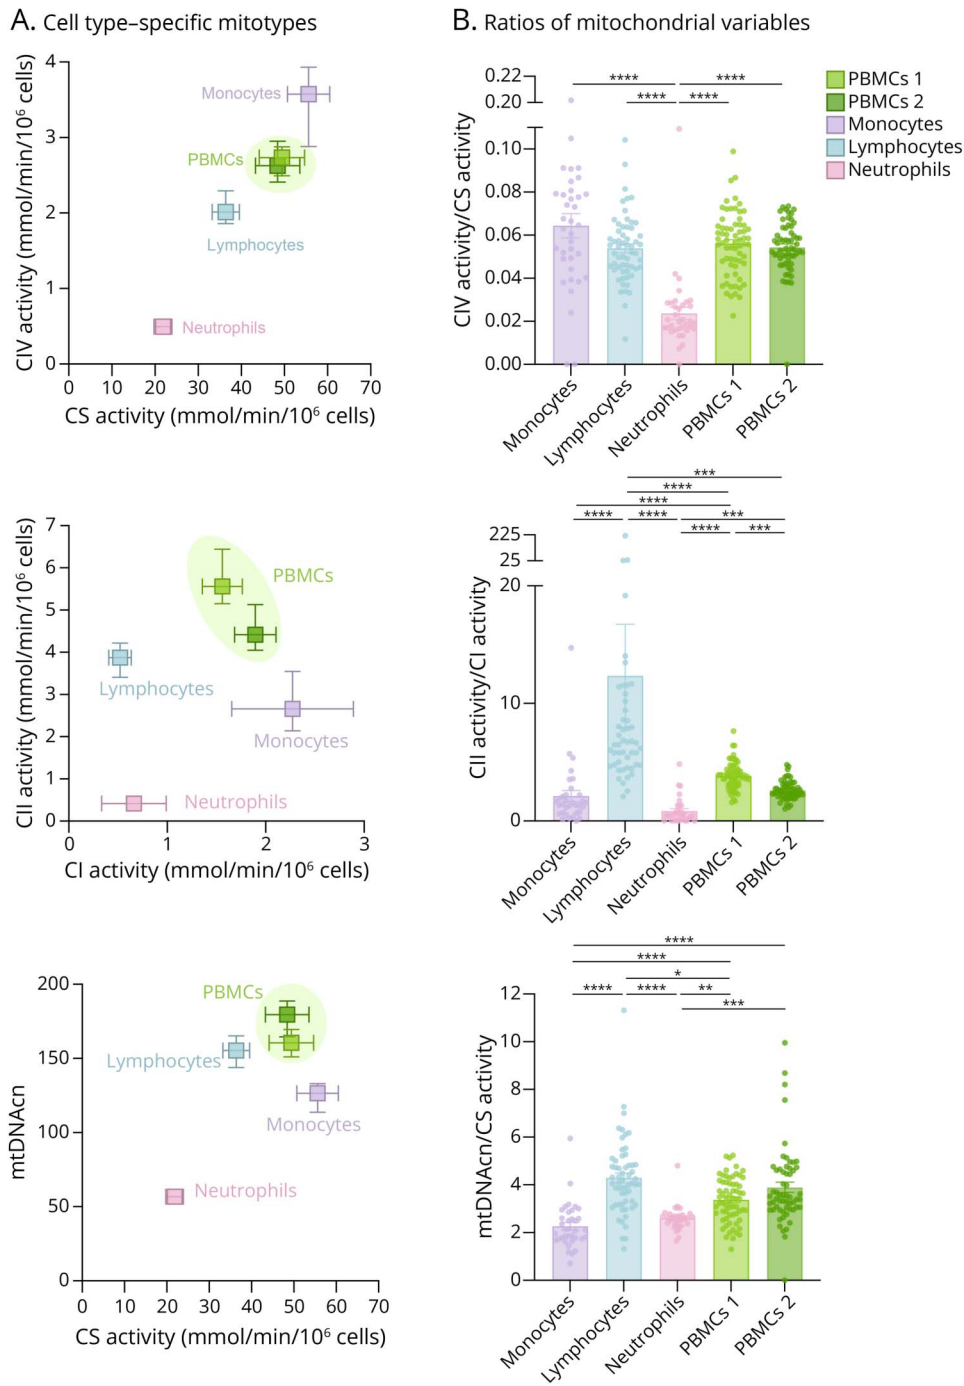 A. Cell type–specific mitotypes
CIV activity (mmol/min/10⁶ cells)
4
3
2
1
0
Monocytes
PBMCs
Lymphocytes
Neutrophils
0 10 20 30 40 50 60 70
CS activity (mmol/min/10⁶ cells)
CII activity (mmol/min/10⁶ cells)
7
6
5
4
3
2
1
0
PBMCs
Lymphocytes
Monocytes
Neutrophils
0 1 2 3
CI activity (mmol/min/10⁶ cells)
mtDNAcn
200
150
100
50
0
PBMCs
Lymphocytes
Monocytes
Neutrophils
0 10 20 30 40 50 60 70
CS activity (mmol/min/10⁶ cells)
B. Ratios of mitochondrial variables
PBMCs 1
PBMCs 2
Monocytes
Lymphocytes
Neutrophils
CIV activity/CS activity
0.22
0.20
0.10
0.08
0.06
0.04
0.02
0.00
**** ****
**** ****
Monocytes
Lymphocytes
Neutrophils
PBMCs 1
PBMCs 2
CII activity/CI activity
225
25
20
10
0
***
****
****
**** **** ***
**** ***
Monocytes
Lymphocytes
Neutrophils
PBMCs 1
PBMCs 2
mtDNAcn/CS activity
12
10
8
6
4
2
0
****
****
*
**** **** **
***
Monocytes
Lymphocytes
Neutrophils
PBMCs 1
PBMCs 2